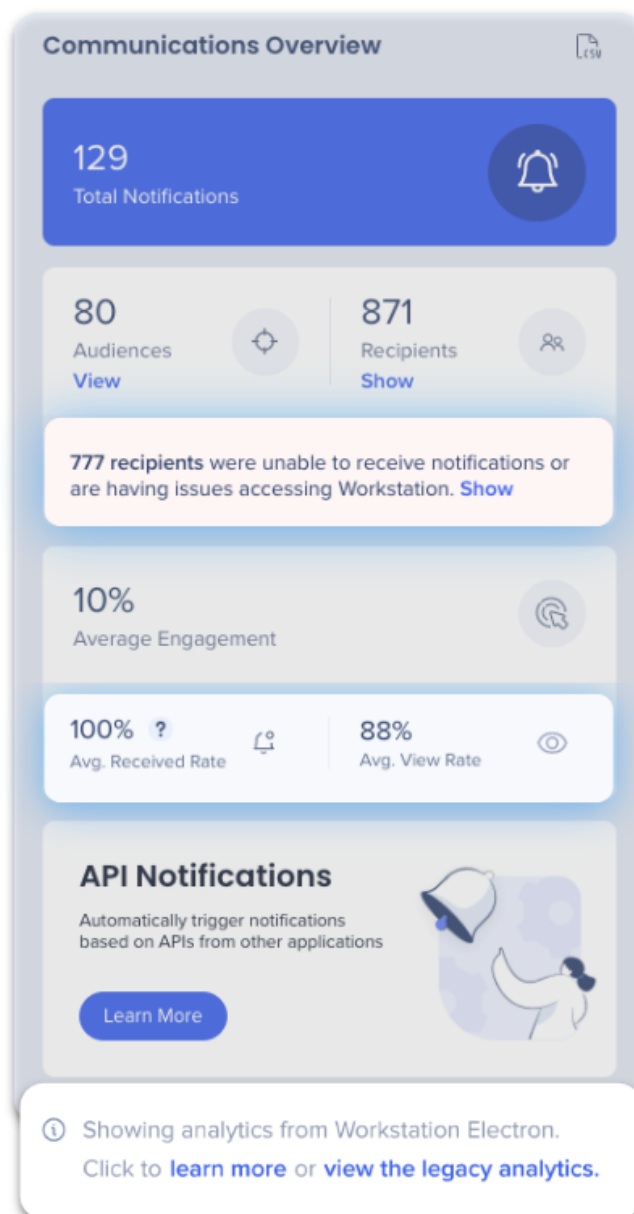 Communications Overview
.CSV
129
Total Notifications
80
Audiences
View
871
Recipients
Show
777 recipients were unable to receive notifications or
are having issues accessing Workstation. Show
10%
Average Engagement
100% ?
Avg. Received Rate
88%
Avg. View Rate
API Notifications
Automatically trigger notifications
based on APIs from other applications
Learn More
Showing analytics from Workstation Electron.
Click to learn more or view the legacy analytics.